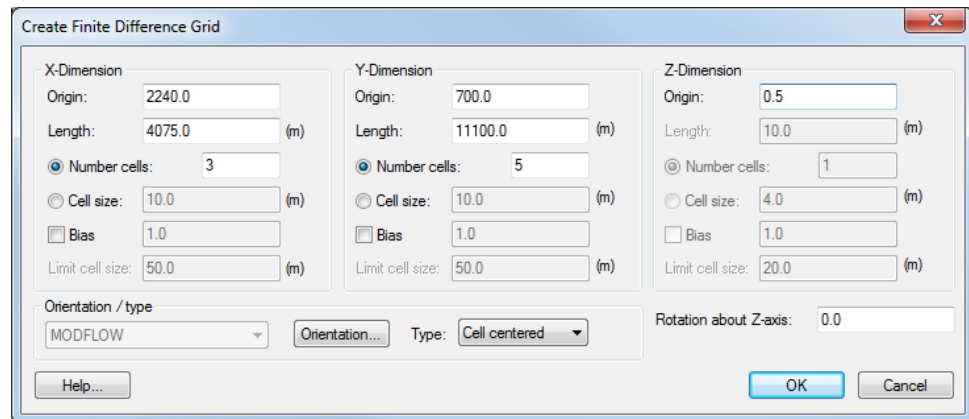 Create Finite Difference Grid
X-Dimension
Origin: 2240.0
Length: 4075.0 (m)
Number cells: 3
Cell size: 10.0 (m)
Bias 1.0
Limit cell size: 50.0 (m)
Y-Dimension
Origin: 700.0
Length: 11100.0 (m)
Number cells: 5
Cell size: 10.0 (m)
Bias 1.0
Limit cell size: 50.0 (m)
Z-Dimension
Origin: 0.5
Length: 10.0 (m)
Number cells: 1
Cell size: 4.0 (m)
Bias 1.0
Limit cell size: 20.0 (m)
Orientation / type
MODFLOW Orientation... Type: Cell centered
Rotation about Z-axis: 0.0
Help... OK Cancel